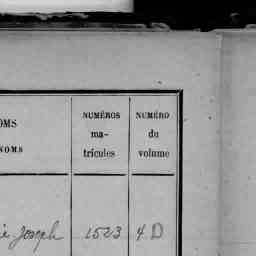 OMS
NOMS
NUMÉROS
ma-
tricules
NUMÉRO
du
volume
Joseph 1523 4 D